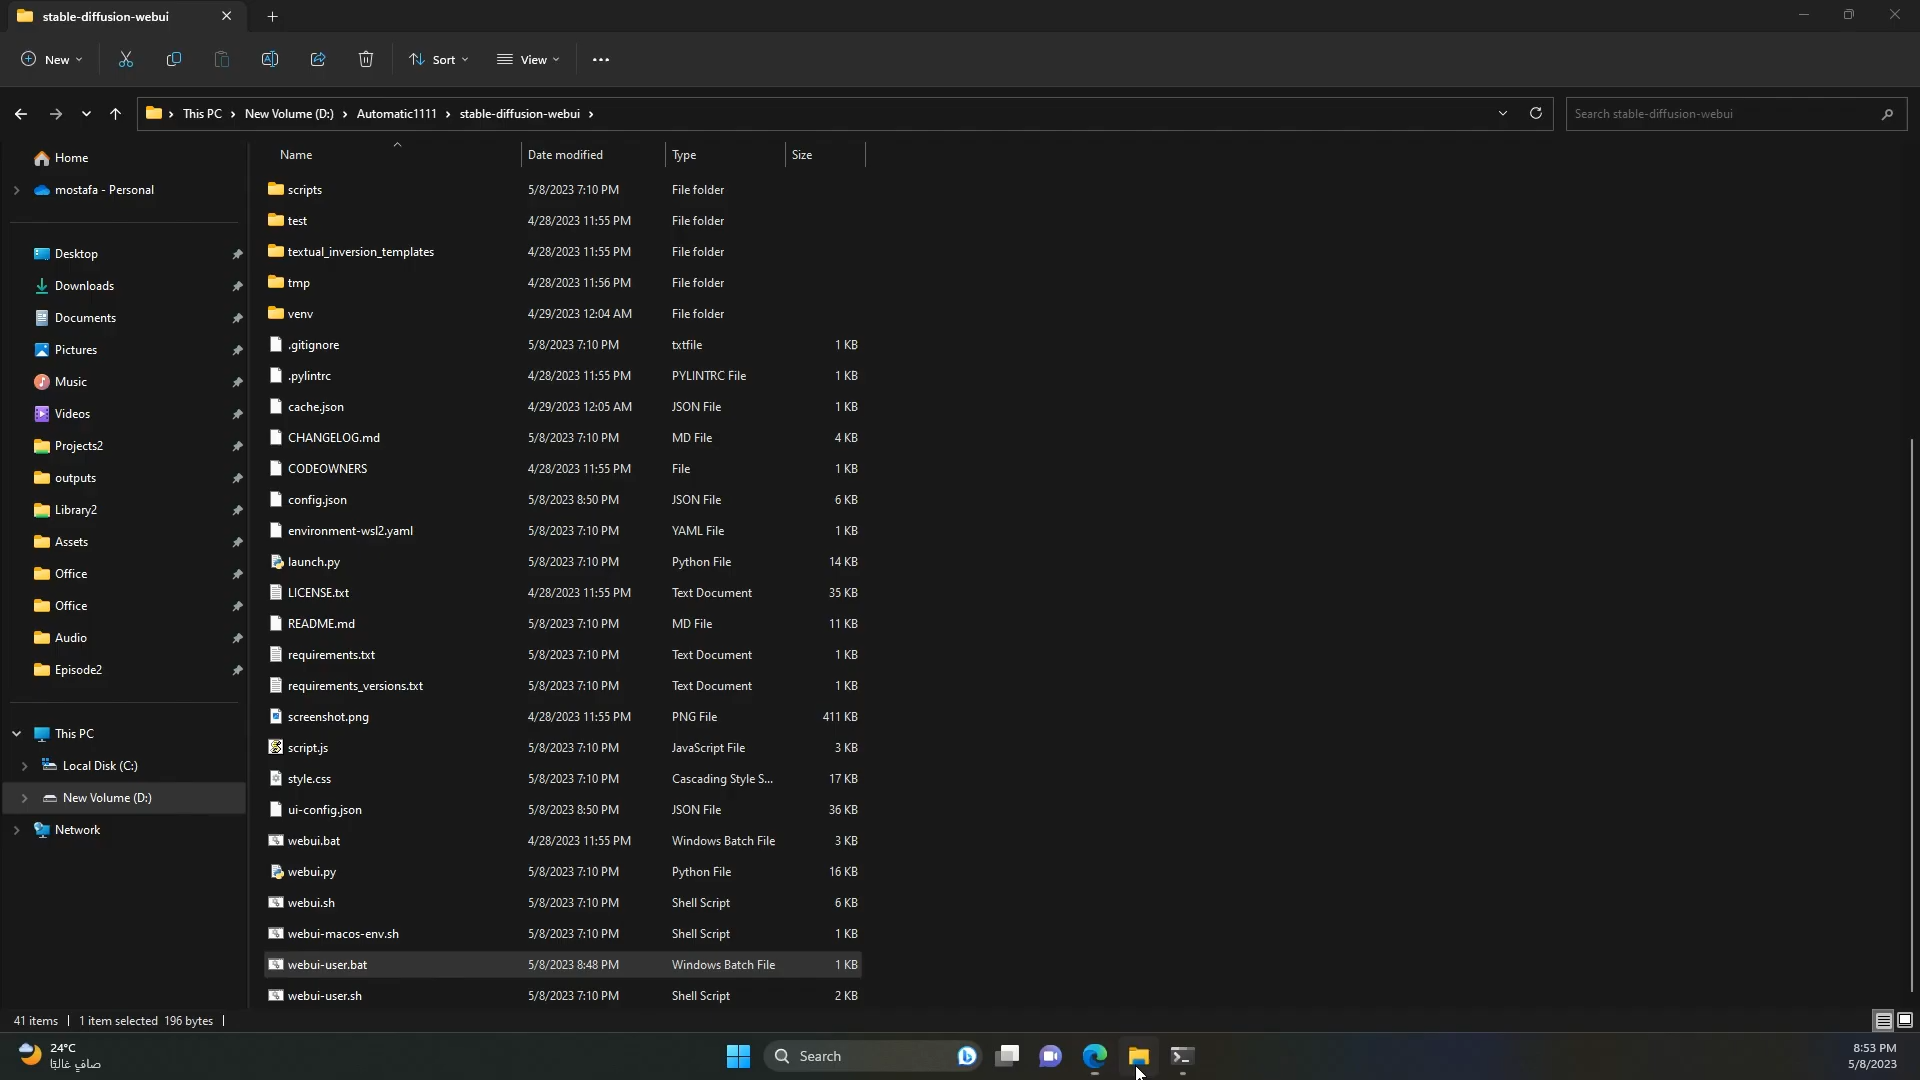 stable-diffusion-webui
New
Sort
View
This PC
New Volume (D:)
Automatic1111
stable-diffusion-webui
Search stable-diffusion-webui
Home
mostafa - Personal
Desktop
Downloads
Documents
Pictures
Music
Videos
Projects2
outputs
Library2
Assets
Office
Office
Audio
Episode2
This PC
Local Disk (C:)
New Volume (D:)
Network
Name Date modified Type Size
scripts 5/8/2023 7:10 PM File folder
test 4/28/2023 11:55 PM File folder
textual_inversion_templates 4/28/2023 11:55 PM File folder
tmp 4/28/2023 11:56 PM File folder
venv 4/29/2023 12:04 AM File folder
.gitignore 5/8/2023 7:10 PM txtfile 1 KB
.pylintrc 4/28/2023 11:55 PM PYLINTRC File 1 KB
cache.json 4/29/2023 12:05 AM JSON File 1 KB
CHANGELOG.md 5/8/2023 7:10 PM MD File 4 KB
CODEOWNERS 4/28/2023 11:55 PM File 1 KB
config.json 5/8/2023 8:50 PM JSON File 6 KB
environment-wsl2.yaml 5/8/2023 7:10 PM YAML File 1 KB
launch.py 5/8/2023 7:10 PM Python File 14 KB
LICENSE.txt 4/28/2023 11:55 PM Text Document 35 KB
README.md 5/8/2023 7:10 PM MD File 11 KB
requirements.txt 5/8/2023 7:10 PM Text Document 1 KB
requirements_versions.txt 5/8/2023 7:10 PM Text Document 1 KB
screenshot.png 4/28/2023 11:55 PM PNG File 411 KB
script.js 5/8/2023 7:10 PM JavaScript File 3 KB
style.css 5/8/2023 7:10 PM Cascading Style S... 17 KB
ui-config.json 5/8/2023 8:50 PM JSON File 36 KB
webui.bat 4/28/2023 11:55 PM Windows Batch File 3 KB
webui.py 5/8/2023 7:10 PM Python File 16 KB
webui.sh 5/8/2023 7:10 PM Shell Script 6 KB
webui-macos-env.sh 5/8/2023 7:10 PM Shell Script 1 KB
webui-user.bat 5/8/2023 8:48 PM Windows Batch File 1 KB
webui-user.sh 5/8/2023 7:10 PM Shell Script 2 KB
41 items 1 item selected 196 bytes
24°C
صافٍ غالبًا
Search
8:53 PM
5/8/2023